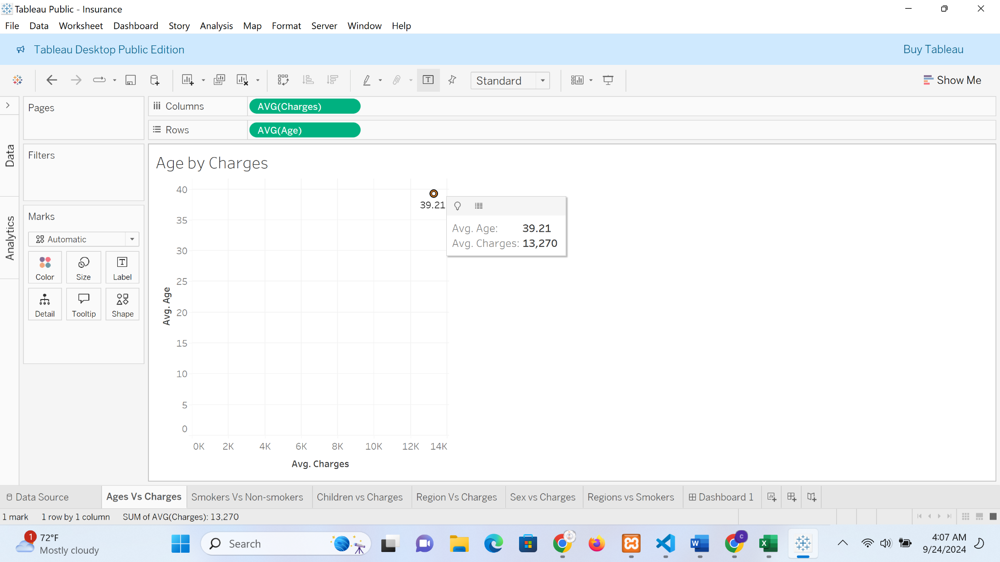 Tableau Public - Insurance
File Data Worksheet Dashboard Story Analysis Map Format Server Window Help
Tableau Desktop Public Edition
Buy Tableau
Standard
Show Me
Pages
Columns
AVG(Charges)
Rows
AVG(Age)
Data
Analytics
Filters
Marks
Automatic
Color Size Label
Detail Tooltip Shape
Age by Charges
Avg. Age
40
35
30
25
20
15
10
5
0
39.21
Avg. Age: 39.21
Avg. Charges: 13,270
0K 2K 4K 6K 8K 10K 12K 14K
Avg. Charges
Data Source Ages Vs Charges Smokers Vs Non-smokers Children vs Charges Region Vs Charges Sex vs Charges Regions vs Smokers Dashboard 1
1 mark 1 row by 1 column SUM of AVG(Charges): 13,270
1
72°F
Mostly cloudy
Search
4:07 AM
9/24/2024